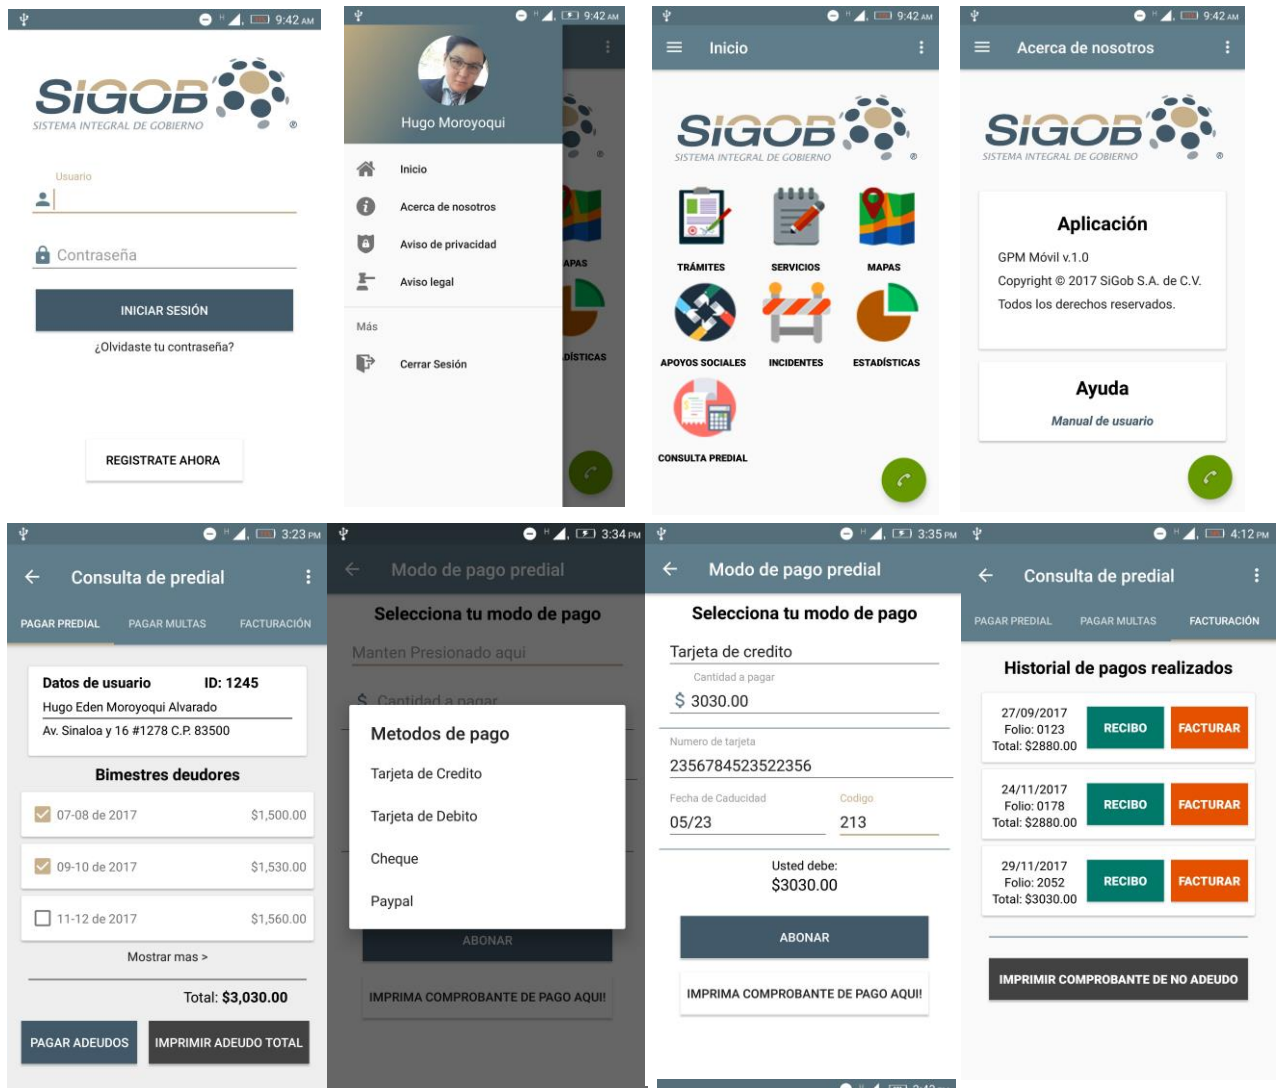 9:42 AM
SIGOB
SISTEMA INTEGRAL DE GOBIERNO
®
Usuario
Contraseña
INICIAR SESIÓN
¿Olvidaste tu contraseña?
REGISTRATE AHORA
H
9:42 AM
Hugo Moroyoqui
Inicio
Acerca de nosotros
Aviso de privacidad
Aviso legal
Más
Cerrar Sesión
APAS
DÍSTICAS
H
9:42 AM
Inicio
SIGOB
SISTEMA INTEGRAL DE GOBIERNO
®
TRÁMITES
SERVICIOS
MAPAS
APOYOS SOCIALES
INCIDENTES
ESTADÍSTICAS
CONSULTA PREDIAL
H
9:42 AM
Acerca de nosotros
SIGOB
SISTEMA INTEGRAL DE GOBIERNO
®
Aplicación
GPM Móvil v.1.0
Copyright © 2017 SiGob S.A. de C.V.
Todos los derechos reservados.
Ayuda
Manual de usuario
H
3:23 PM
Consulta de predial
PAGAR PREDIAL PAGAR MULTAS FACTURACIÓN
Datos de usuario ID: 1245
Hugo Eden Moroyoqui Alvarado
Av. Sinaloa y 16 #1278 C.P. 83500
Bimestres deudores
07-08 de 2017 $1,500.00
09-10 de 2017 $1,530.00
11-12 de 2017 $1,560.00
Mostrar mas >
Total: $3,030.00
PAGAR ADEUDOS IMPRIMIR ADEUDO TOTAL
H
3:34 PM
Modo de pago predial
Selecciona tu modo de pago
Manten Presionado aqui
$ Cantidad a pagar
Metodos de pago
Tarjeta de Credito
Tarjeta de Debito
Cheque
Paypal
ABONAR
IMPRIMA COMPROBANTE DE PAGO AQUI!
H
3:35 PM
Modo de pago predial
Selecciona tu modo de pago
Tarjeta de credito
Cantidad a pagar
$ 3030.00
Numero de tarjeta
2356784523522356
Fecha de Caducidad Codigo
05/23 213
Usted debe:
$3030.00
ABONAR
IMPRIMA COMPROBANTE DE PAGO AQUI!
H
4:12 PM
Consulta de predial
PAGAR PREDIAL PAGAR MULTAS FACTURACIÓN
Historial de pagos realizados
27/09/2017
Folio: 0123
Total: $2880.00
RECIBO FACTURAR
24/11/2017
Folio: 0178
Total: $2880.00
RECIBO FACTURAR
29/11/2017
Folio: 2052
Total: $3030.00
RECIBO FACTURAR
IMPRIMIR COMPROBANTE DE NO ADEUDO